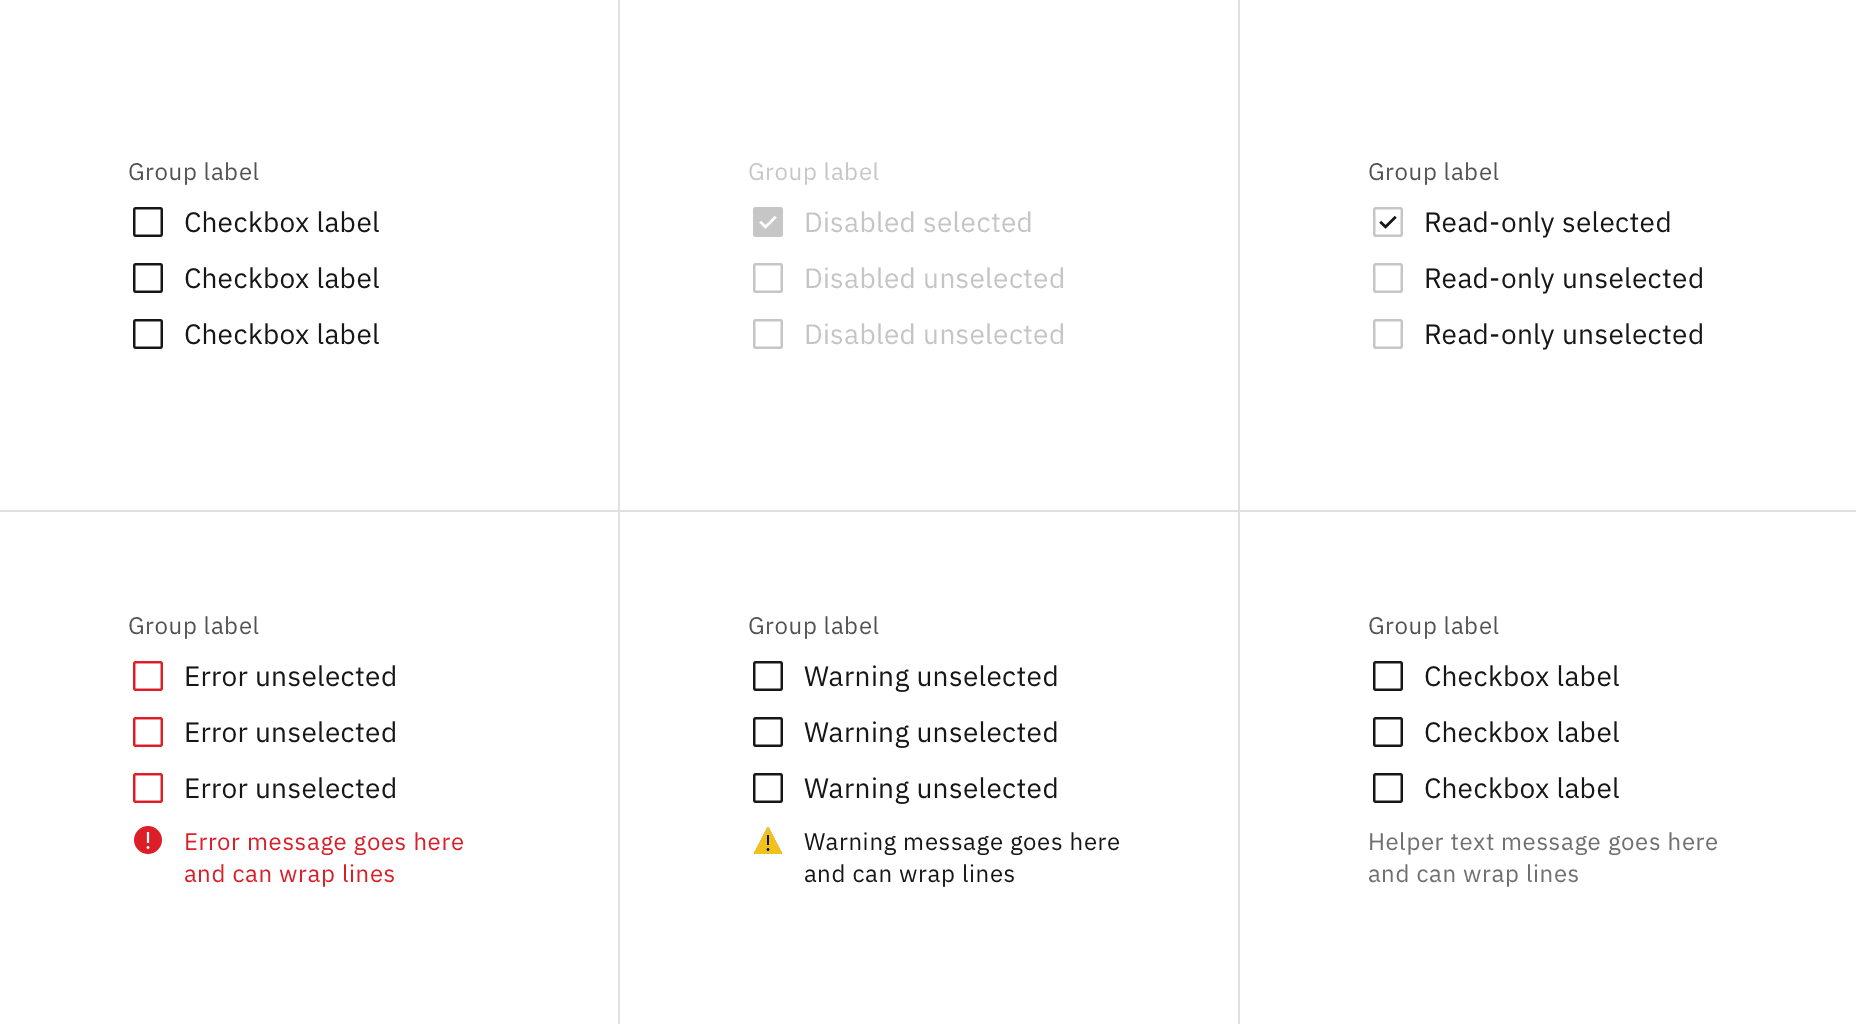 Group label
Checkbox label
Checkbox label
Checkbox label
Group label
Disabled selected
Disabled unselected
Disabled unselected
Group label
Read-only selected
Read-only unselected
Read-only unselected
Group label
Error unselected
Error unselected
Error unselected
Error message goes here
and can wrap lines
Group label
Warning unselected
Warning unselected
Warning unselected
Warning message goes here
and can wrap lines
Group label
Checkbox label
Checkbox label
Checkbox label
Helper text message goes here
and can wrap lines